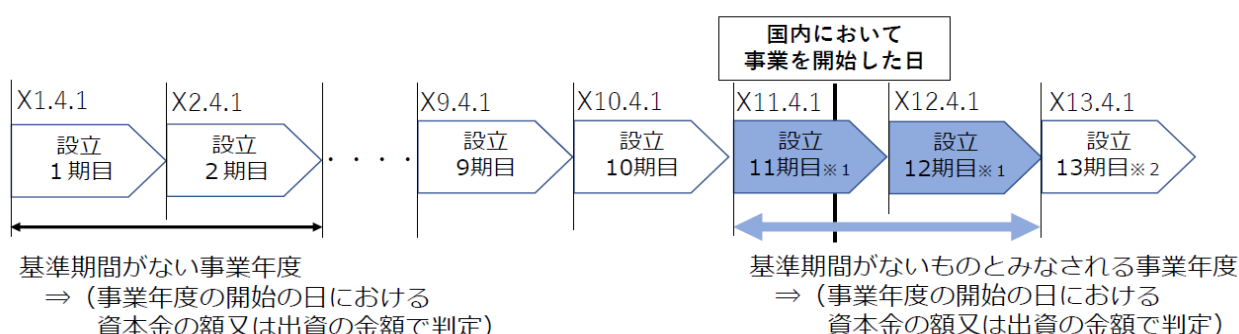 国内において
事業を開始した日
X1.4.1
X2.4.1
X9.4.1
X10.4.1
X11.4.1
X12.4.1
X13.4.1
設立
1期目
設立
2期目
・・・・
設立
9期目
設立
10期目
設立
11期目※1
設立
12期目※1
設立
13期目※2
基準期間がない事業年度
⇒（事業年度の開始の日における
資本金の額又は出資の金額で判定）
基準期間がないものとみなされる事業年度
⇒（事業年度の開始の日における
資本金の額又は出資の金額で判定）